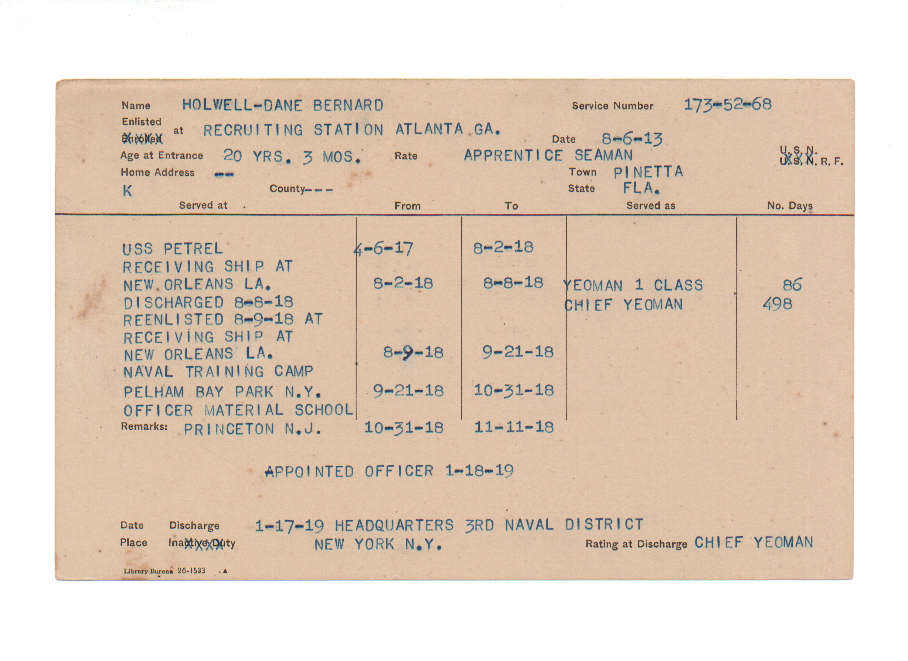 Name HOLWELL-DANE BERNARD Service Number 173-52-68
Enlisted
Enrolled at RECRUITING STATION ATLANTA GA. Date 8-6-13
Age at Entrance 20 YRS. 3 MOS. Rate APPRENTICE SEAMAN U.S.N.
U.S.N.R.F.
Home Address -- Town PINETTA
K County--- State FLA.
Served at From To Served as No. Days
USS PETREL 4-6-17 8-2-18
RECEIVING SHIP AT
NEW ORLEANS LA. 8-2-18 8-8-18 YEOMAN 1 CLASS 86
DISCHARGED 8-8-18 CHIEF YEOMAN 498
REENLISTED 8-9-18 AT
RECEIVING SHIP AT
NEW ORLEANS LA. 8-9-18 9-21-18
NAVAL TRAINING CAMP
PELHAM BAY PARK N.Y. 9-21-18 10-31-18
OFFICER MATERIAL SCHOOL
Remarks: PRINCETON N.J. 10-31-18 11-11-18
APPOINTED OFFICER 1-18-19
Date Discharge 1-17-19 HEADQUARTERS 3RD NAVAL DISTRICT
Place Inactive Duty NEW YORK N.Y. Rating at Discharge CHIEF YEOMAN
Library Bureau 26-1593 A